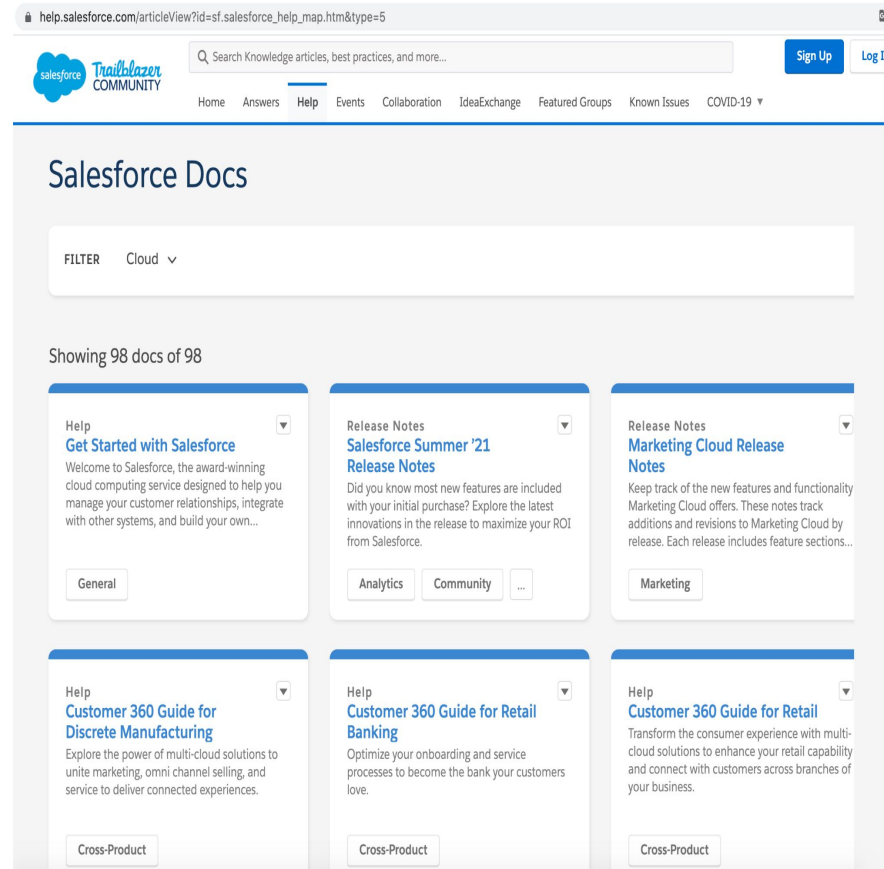 help.salesforce.com/articleView?id=sf.salesforce_help_map.htm&type=5
salesforce
Trailblazer
COMMUNITY
Search Knowledge articles, best practices, and more...
Sign Up
Log I
Home Answers Help Events Collaboration IdeaExchange Featured Groups Known Issues COVID-19
Salesforce Docs
FILTER Cloud
Showing 98 docs of 98
Help
Get Started with Salesforce
Welcome to Salesforce, the award-winning
cloud computing service designed to help you
manage your customer relationships, integrate
with other systems, and build your own...
General
Release Notes
Salesforce Summer '21
Release Notes
Did you know most new features are included
with your initial purchase? Explore the latest
innovations in the release to maximize your ROI
from Salesforce.
Analytics Community ...
Release Notes
Marketing Cloud Release
Notes
Keep track of the new features and functionality
Marketing Cloud offers. These notes track
additions and revisions to Marketing Cloud by
release. Each release includes feature sections...
Marketing
Help
Customer 360 Guide for
Discrete Manufacturing
Explore the power of multi-cloud solutions to
unite marketing, omni channel selling, and
service to deliver connected experiences.
Cross-Product
Help
Customer 360 Guide for Retail
Banking
Optimize your onboarding and service
processes to become the bank your customers
love.
Cross-Product
Help
Customer 360 Guide for Retail
Transform the consumer experience with multi-
cloud solutions to enhance your retail capability
and connect with customers across branches of
your business.
Cross-Product